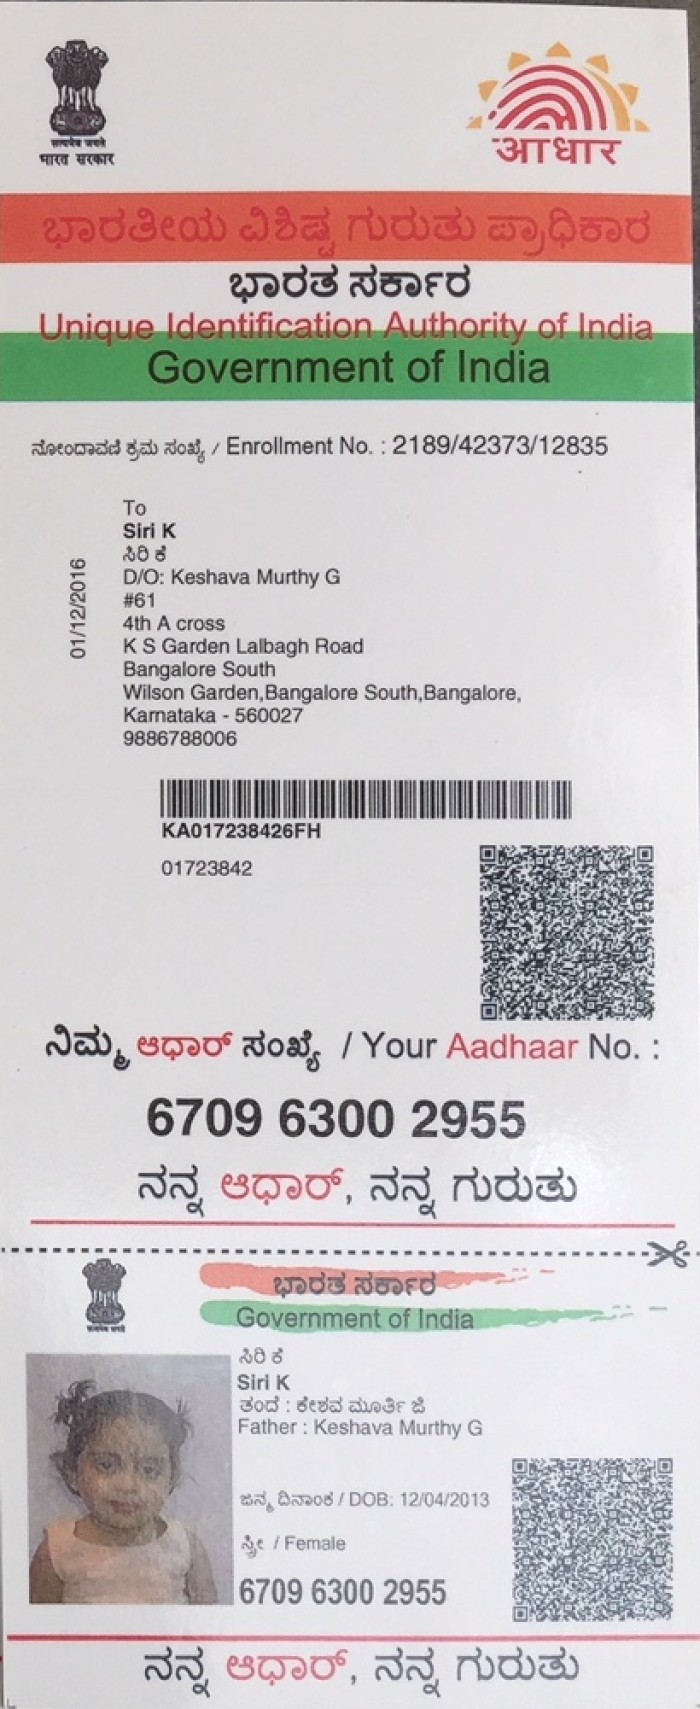 सत्यमेव जयते
भारत सरकार
आधार
ಭಾರತೀಯ ವಿಶಿಷ್ಟ ಗುರುತು ಪ್ರಾಧಿಕಾರ
ಭಾರತ ಸರ್ಕಾರ
Unique Identification Authority of India
Government of India
ನೋಂದಾವಣಿ ಕ್ರಮ ಸಂಖ್ಯೆ / Enrollment No. : 2189/42373/12835
01/12/2016
To
Siri K
ಸಿರಿ ಕೆ
D/O: Keshava Murthy G
#61
4th A cross
K S Garden Lalbagh Road
Bangalore South
Wilson Garden,Bangalore South,Bangalore,
Karnataka - 560027
9886788006
KA017238426FH
01723842
ನಿಮ್ಮ ಆಧಾರ್ ಸಂಖ್ಯೆ / Your Aadhaar No. :
6709 6300 2955
ನನ್ನ ಆಧಾರ್, ನನ್ನ ಗುರುತು
ಭಾರತ ಸರ್ಕಾರ
Government of India
ಸಿರಿ ಕೆ
Siri K
ತಂದೆ : ಕೇಶವ ಮೂರ್ತಿ ಜಿ
Father : Keshava Murthy G
ಜನ್ಮ ದಿನಾಂಕ / DOB: 12/04/2013
ಸ್ತ್ರೀ / Female
6709 6300 2955
ನನ್ನ ಆಧಾರ್, ನನ್ನ ಗುರುತು